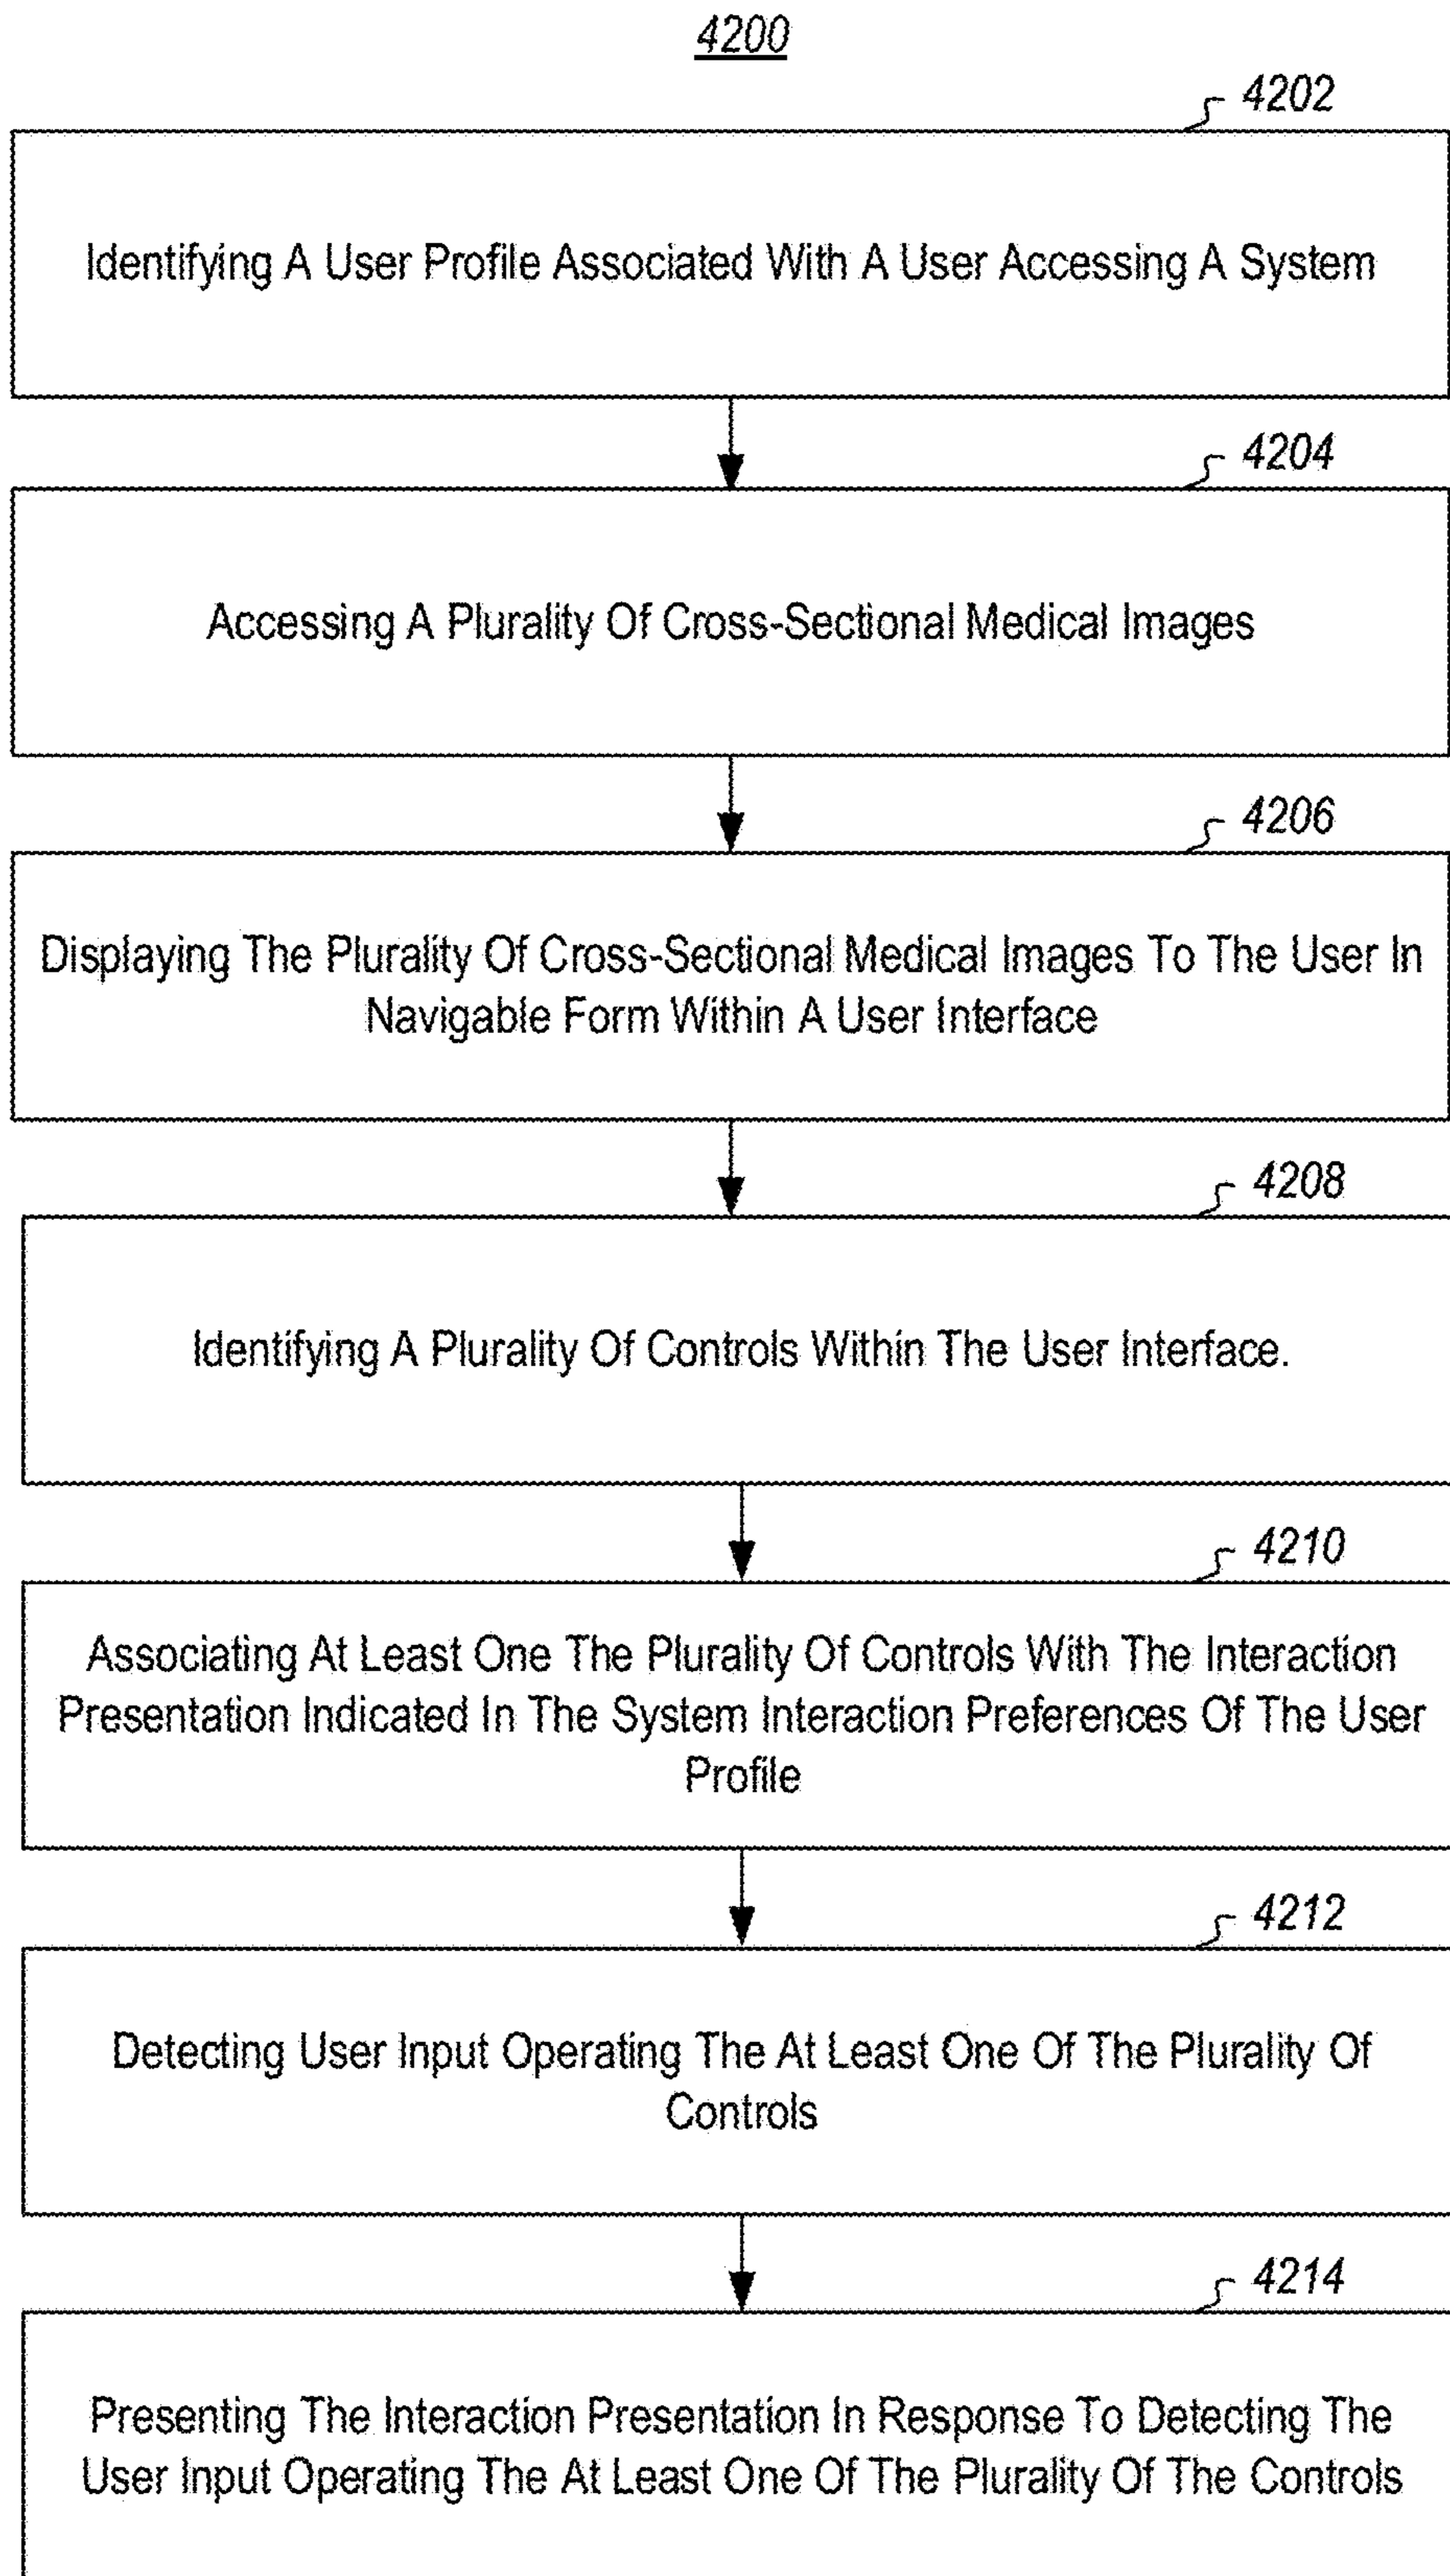 4200
4202
Identifying A User Profile Associated With A User Accessing A System
4204
Accessing A Plurality Of Cross-Sectional Medical Images
4206
Displaying The Plurality Of Cross-Sectional Medical Images To The User In
Navigable Form Within A User Interface
4208
Identifying A Plurality Of Controls Within The User Interface.
4210
Associating At Least One The Plurality Of Controls With The Interaction
Presentation Indicated In The System Interaction Preferences Of The User
Profile
4212
Detecting User Input Operating The At Least One Of The Plurality Of
Controls
4214
Presenting The Interaction Presentation In Response To Detecting The
User Input Operating The At Least One Of The Plurality Of The Controls